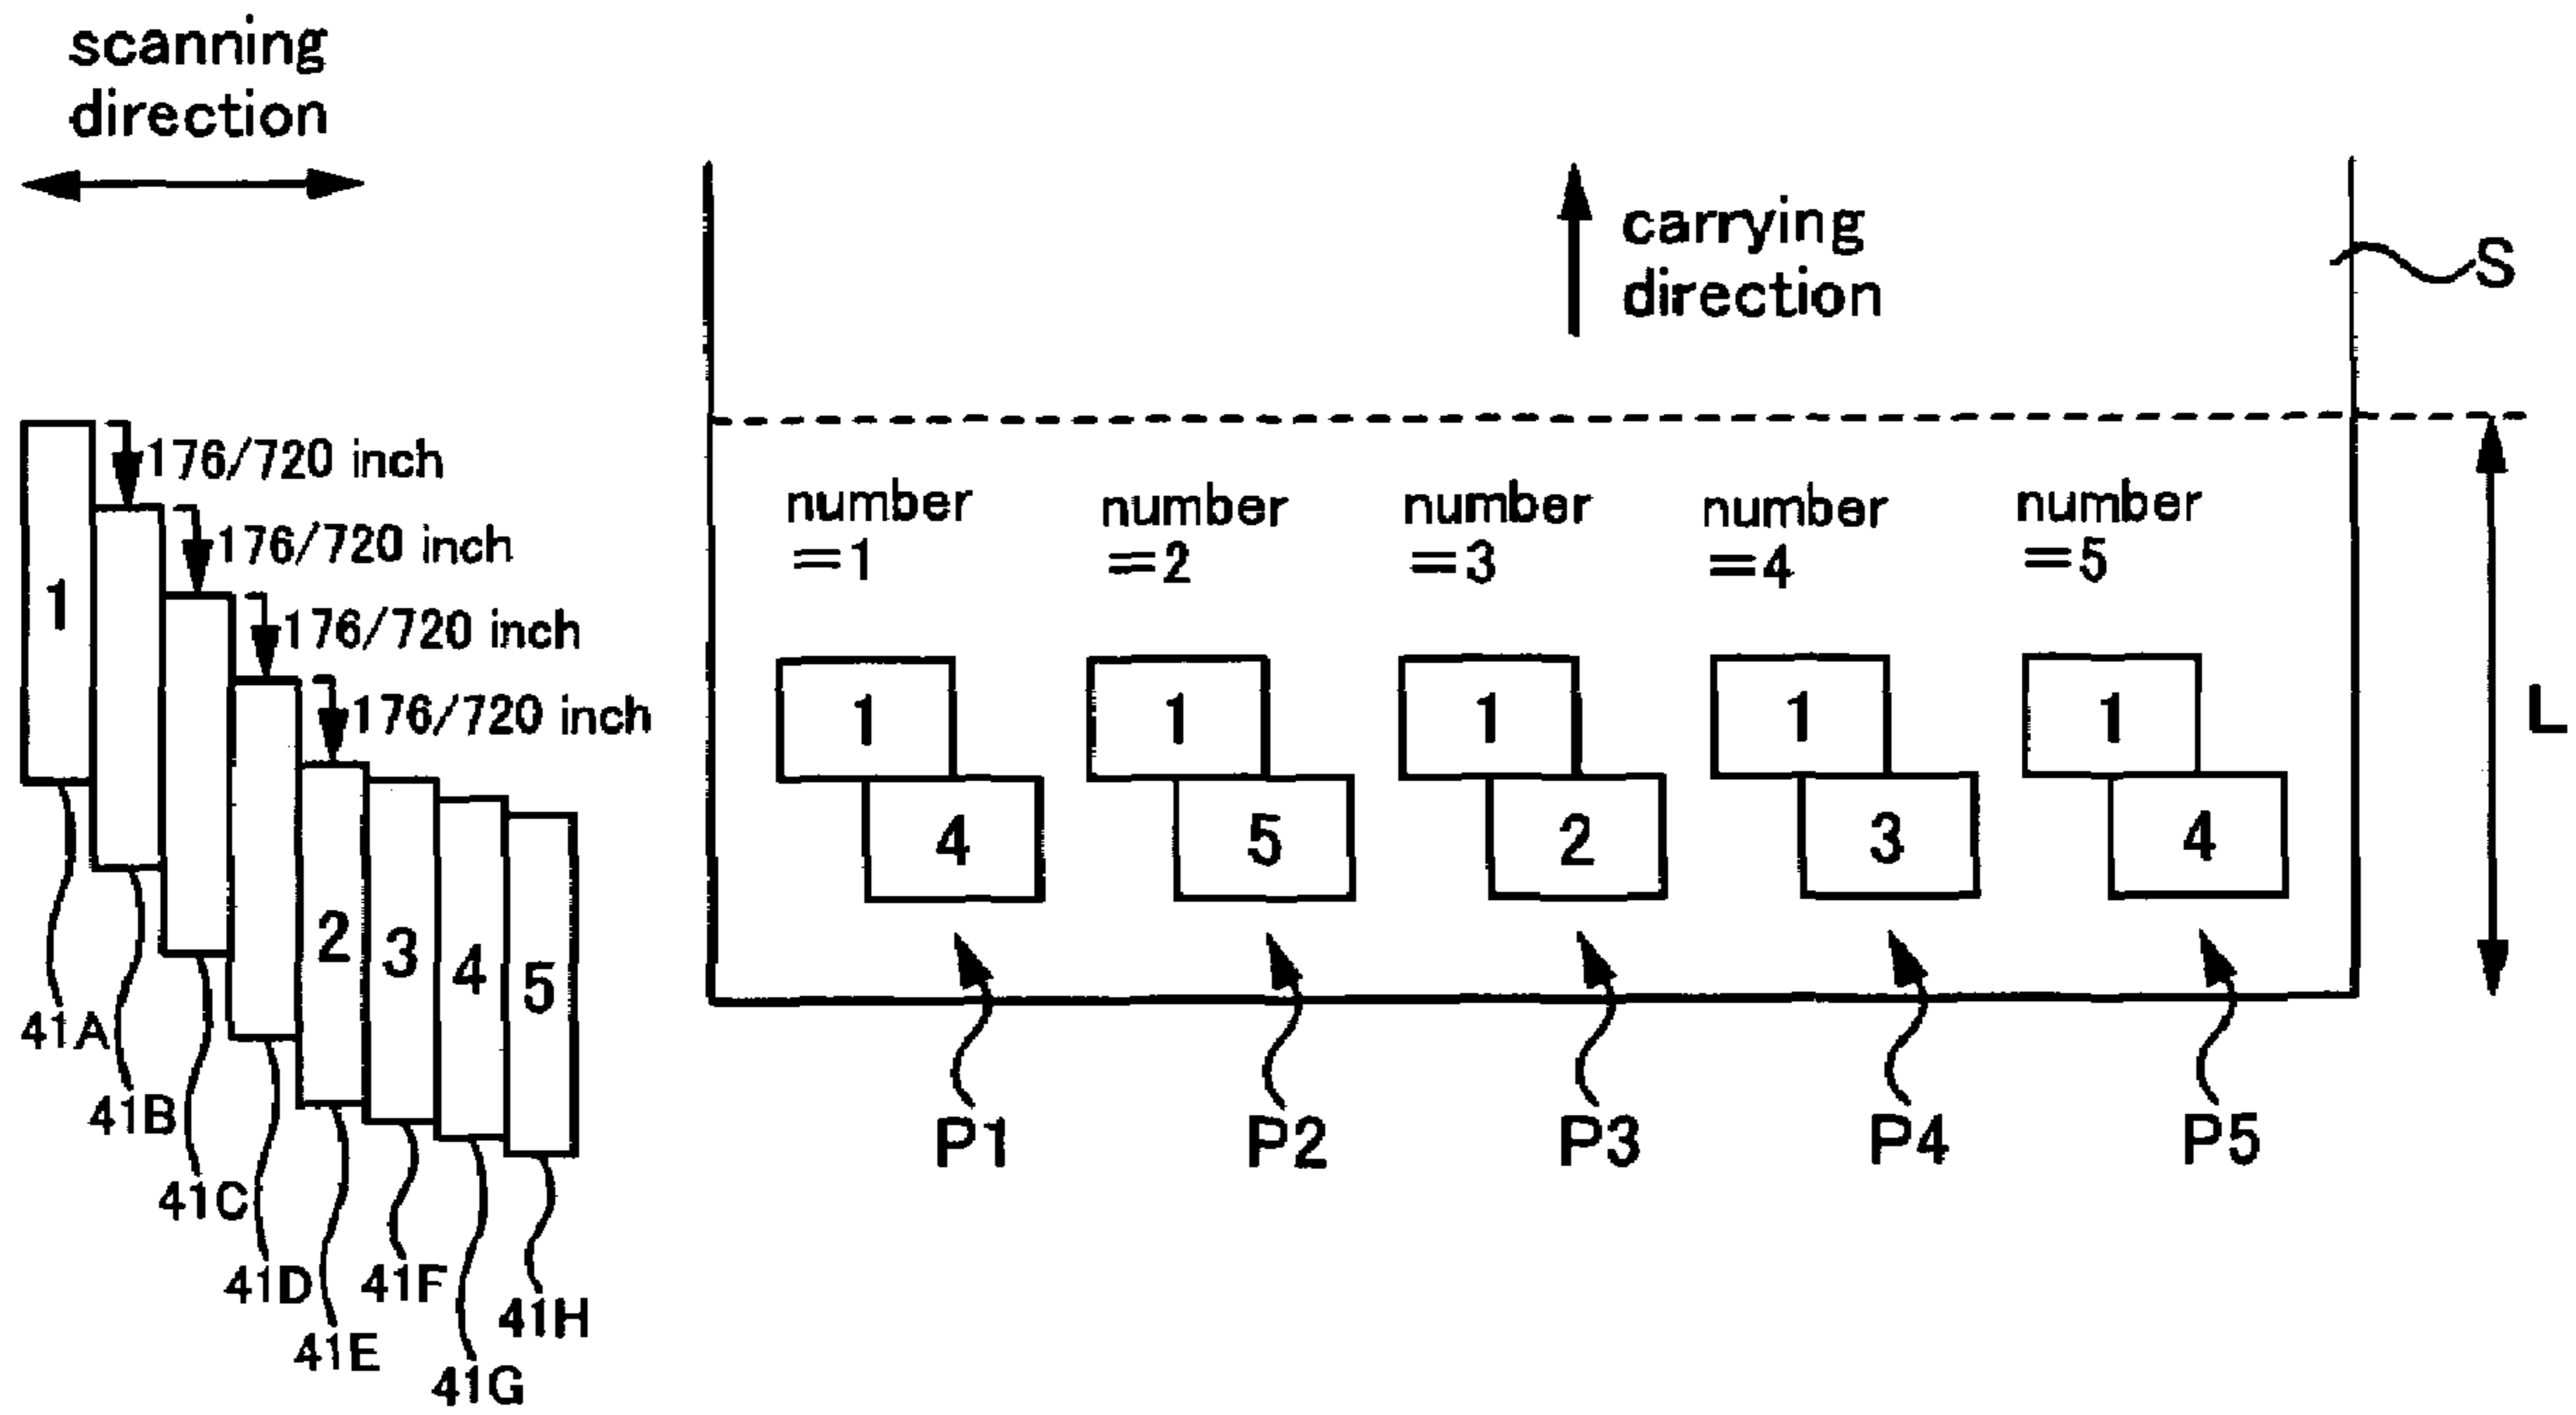 scanning
direction
carrying
direction
S
176/720 inch
176/720 inch
176/720 inch
176/720 inch
1
2
3
4
5
41A
41B
41C
41D
41E
41F
41G
41H
number
=1
number
=2
number
=3
number
=4
number
=5
1
1
1
1
1
4
5
2
3
4
L
P1
P2
P3
P4
P5